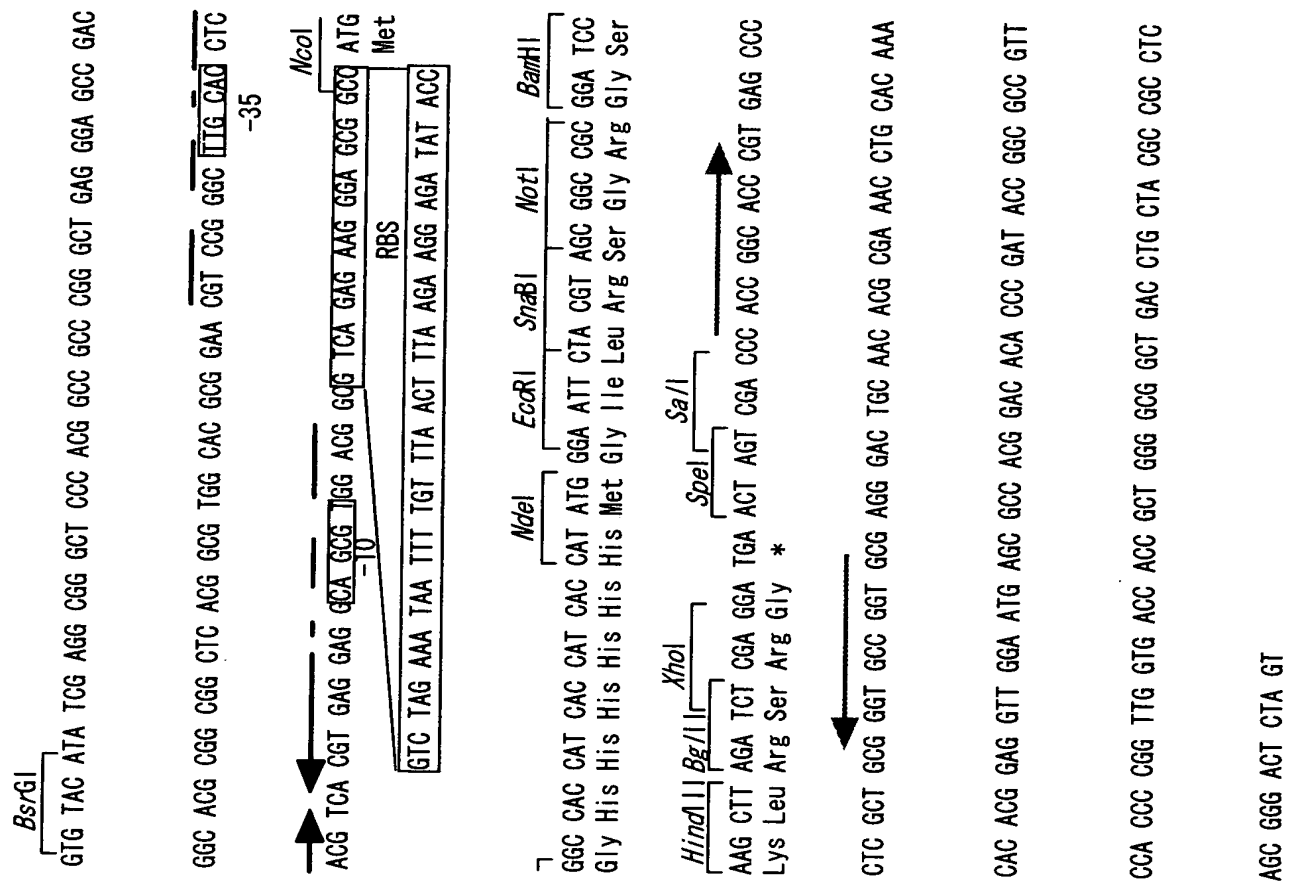 BsrGI
GTG TAC ATA TCG AGG CGG GCT CCC ACG GCC GCC CGG GCT GAG GGA GCC GAC
GGC ACG CGG CGG CTC ACG GCG TGG CAC GCG GAA CGT CCG GGC TTG CAC CTC
-35
NcoI
ACG TCA CGT GAG GAG GCA GCG TGG ACG GCG TCA GAG AAG GGA GCG GCC ATG
-10
RBS
Met
GTC TAG AAA TAA TTT TGT TTA ACT TTA AGA AGG AGA TAT ACC
NdeI EcoRI SnaBI NotI BamHI
GGC CAC CAT CAC CAT CAC CAT ATG GGA ATT CTA CGT AGC GGC CGC GGA TCC
Gly His His His His His His Met Gly Ile Leu Arg Ser Gly Arg Gly Ser
HindIII BglII XhoI SpeI SalI
AAG CTT AGA TCT CGA GGA TGA ACT AGT CGA CCC ACC GGC ACC CGT GAG CCC
Lys Leu Arg Ser Arg Gly *
CTC GCT GCG GGT GCC GGT GCG AGG GAC TGC AAC ACG CGA AAC CTG CAC AAA
CAC ACG GAG GTT GGA ATG AGC GCC ACG GAC ACA CCC GAT ACC GGC GCC GTT
CCA CCC CGG TTG GTG ACC ACC GCT GGG GCG GCT GAC CTG CTA CGC GCC CTC
AGC GGG ACT CTA GT